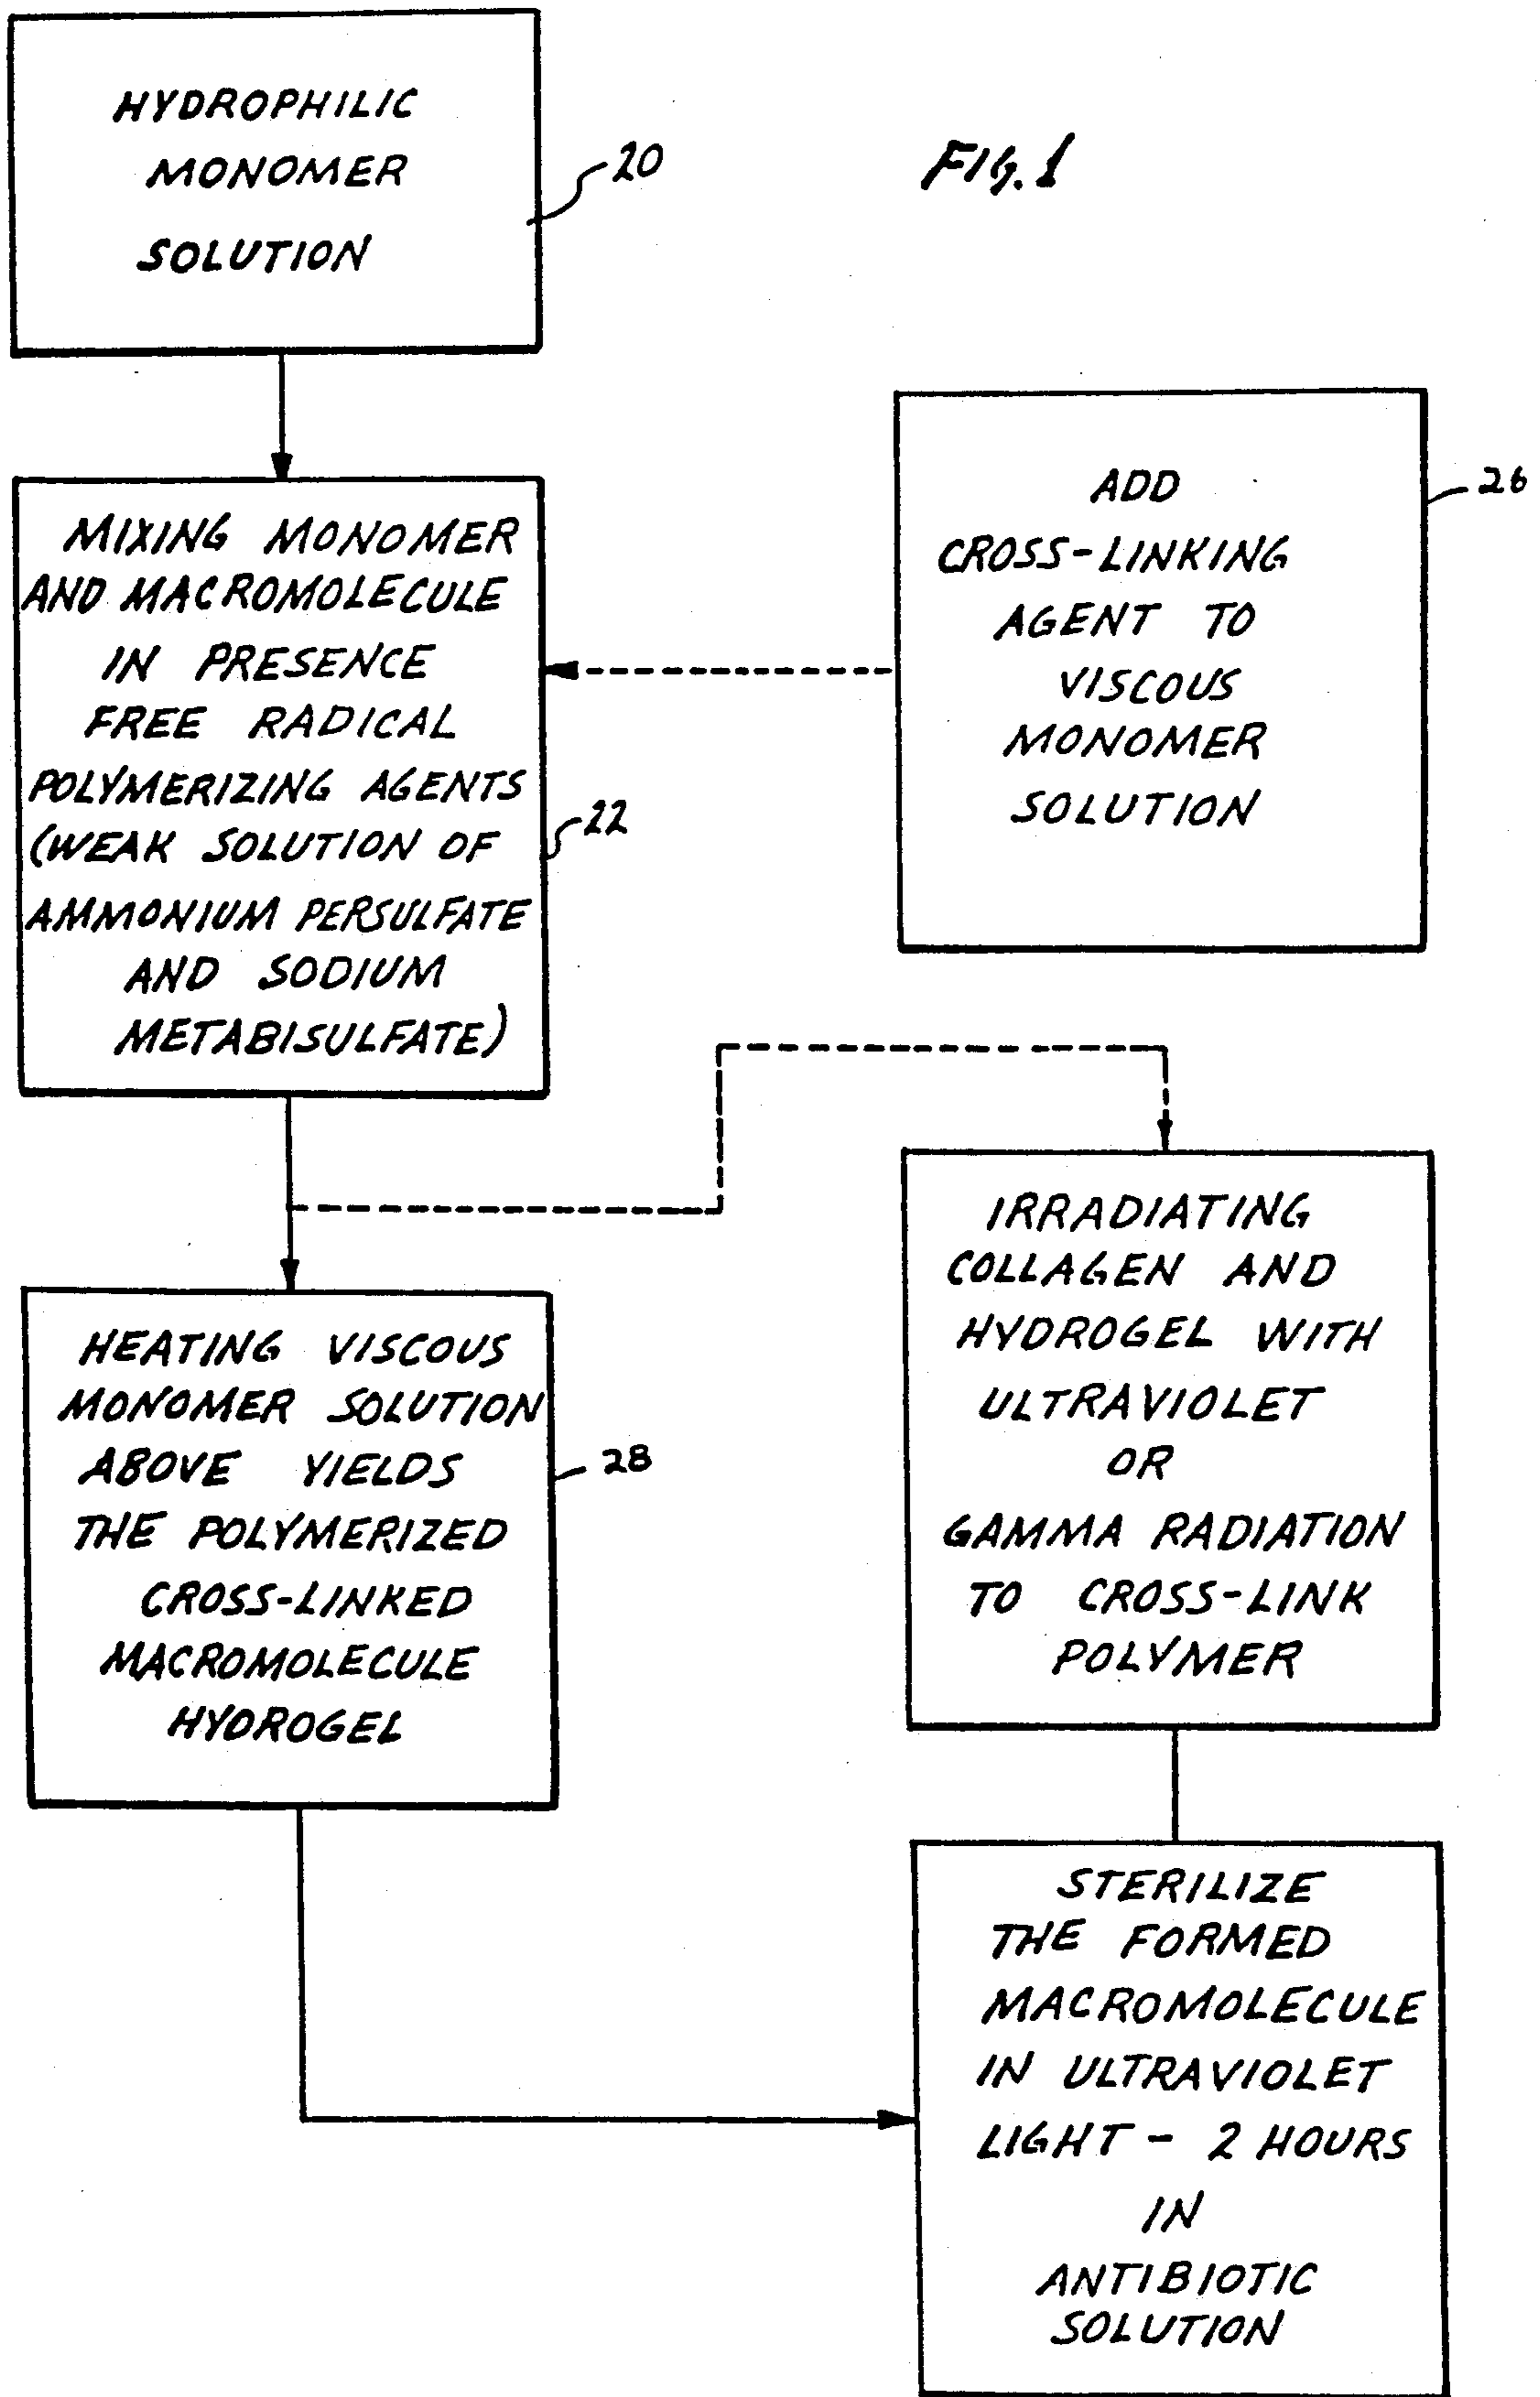 HYDROPHILIC
MONOMER
SOLUTION
20
FIG. 1
MIXING MONOMER
AND MACROMOLECULE
IN PRESENCE
FREE RADICAL
POLYMERIZING AGENTS
(WEAK SOLUTION OF
AMMONIUM PERSULFATE
AND SODIUM
METABISULFATE)
22
ADD
CROSS-LINKING
AGENT TO
VISCOUS
MONOMER
SOLUTION
26
HEATING VISCOUS
MONOMER SOLUTION
ABOVE YIELDS
THE POLYMERIZED
CROSS-LINKED
MACROMOLECULE
HYDROGEL
28
IRRADIATING
COLLAGEN AND
HYDROGEL WITH
ULTRAVIOLET
OR
GAMMA RADIATION
TO CROSS-LINK
POLYMER
STERILIZE
THE FORMED
MACROMOLECULE
IN ULTRAVIOLET
LIGHT - 2 HOURS
IN
ANTIBIOTIC
SOLUTION